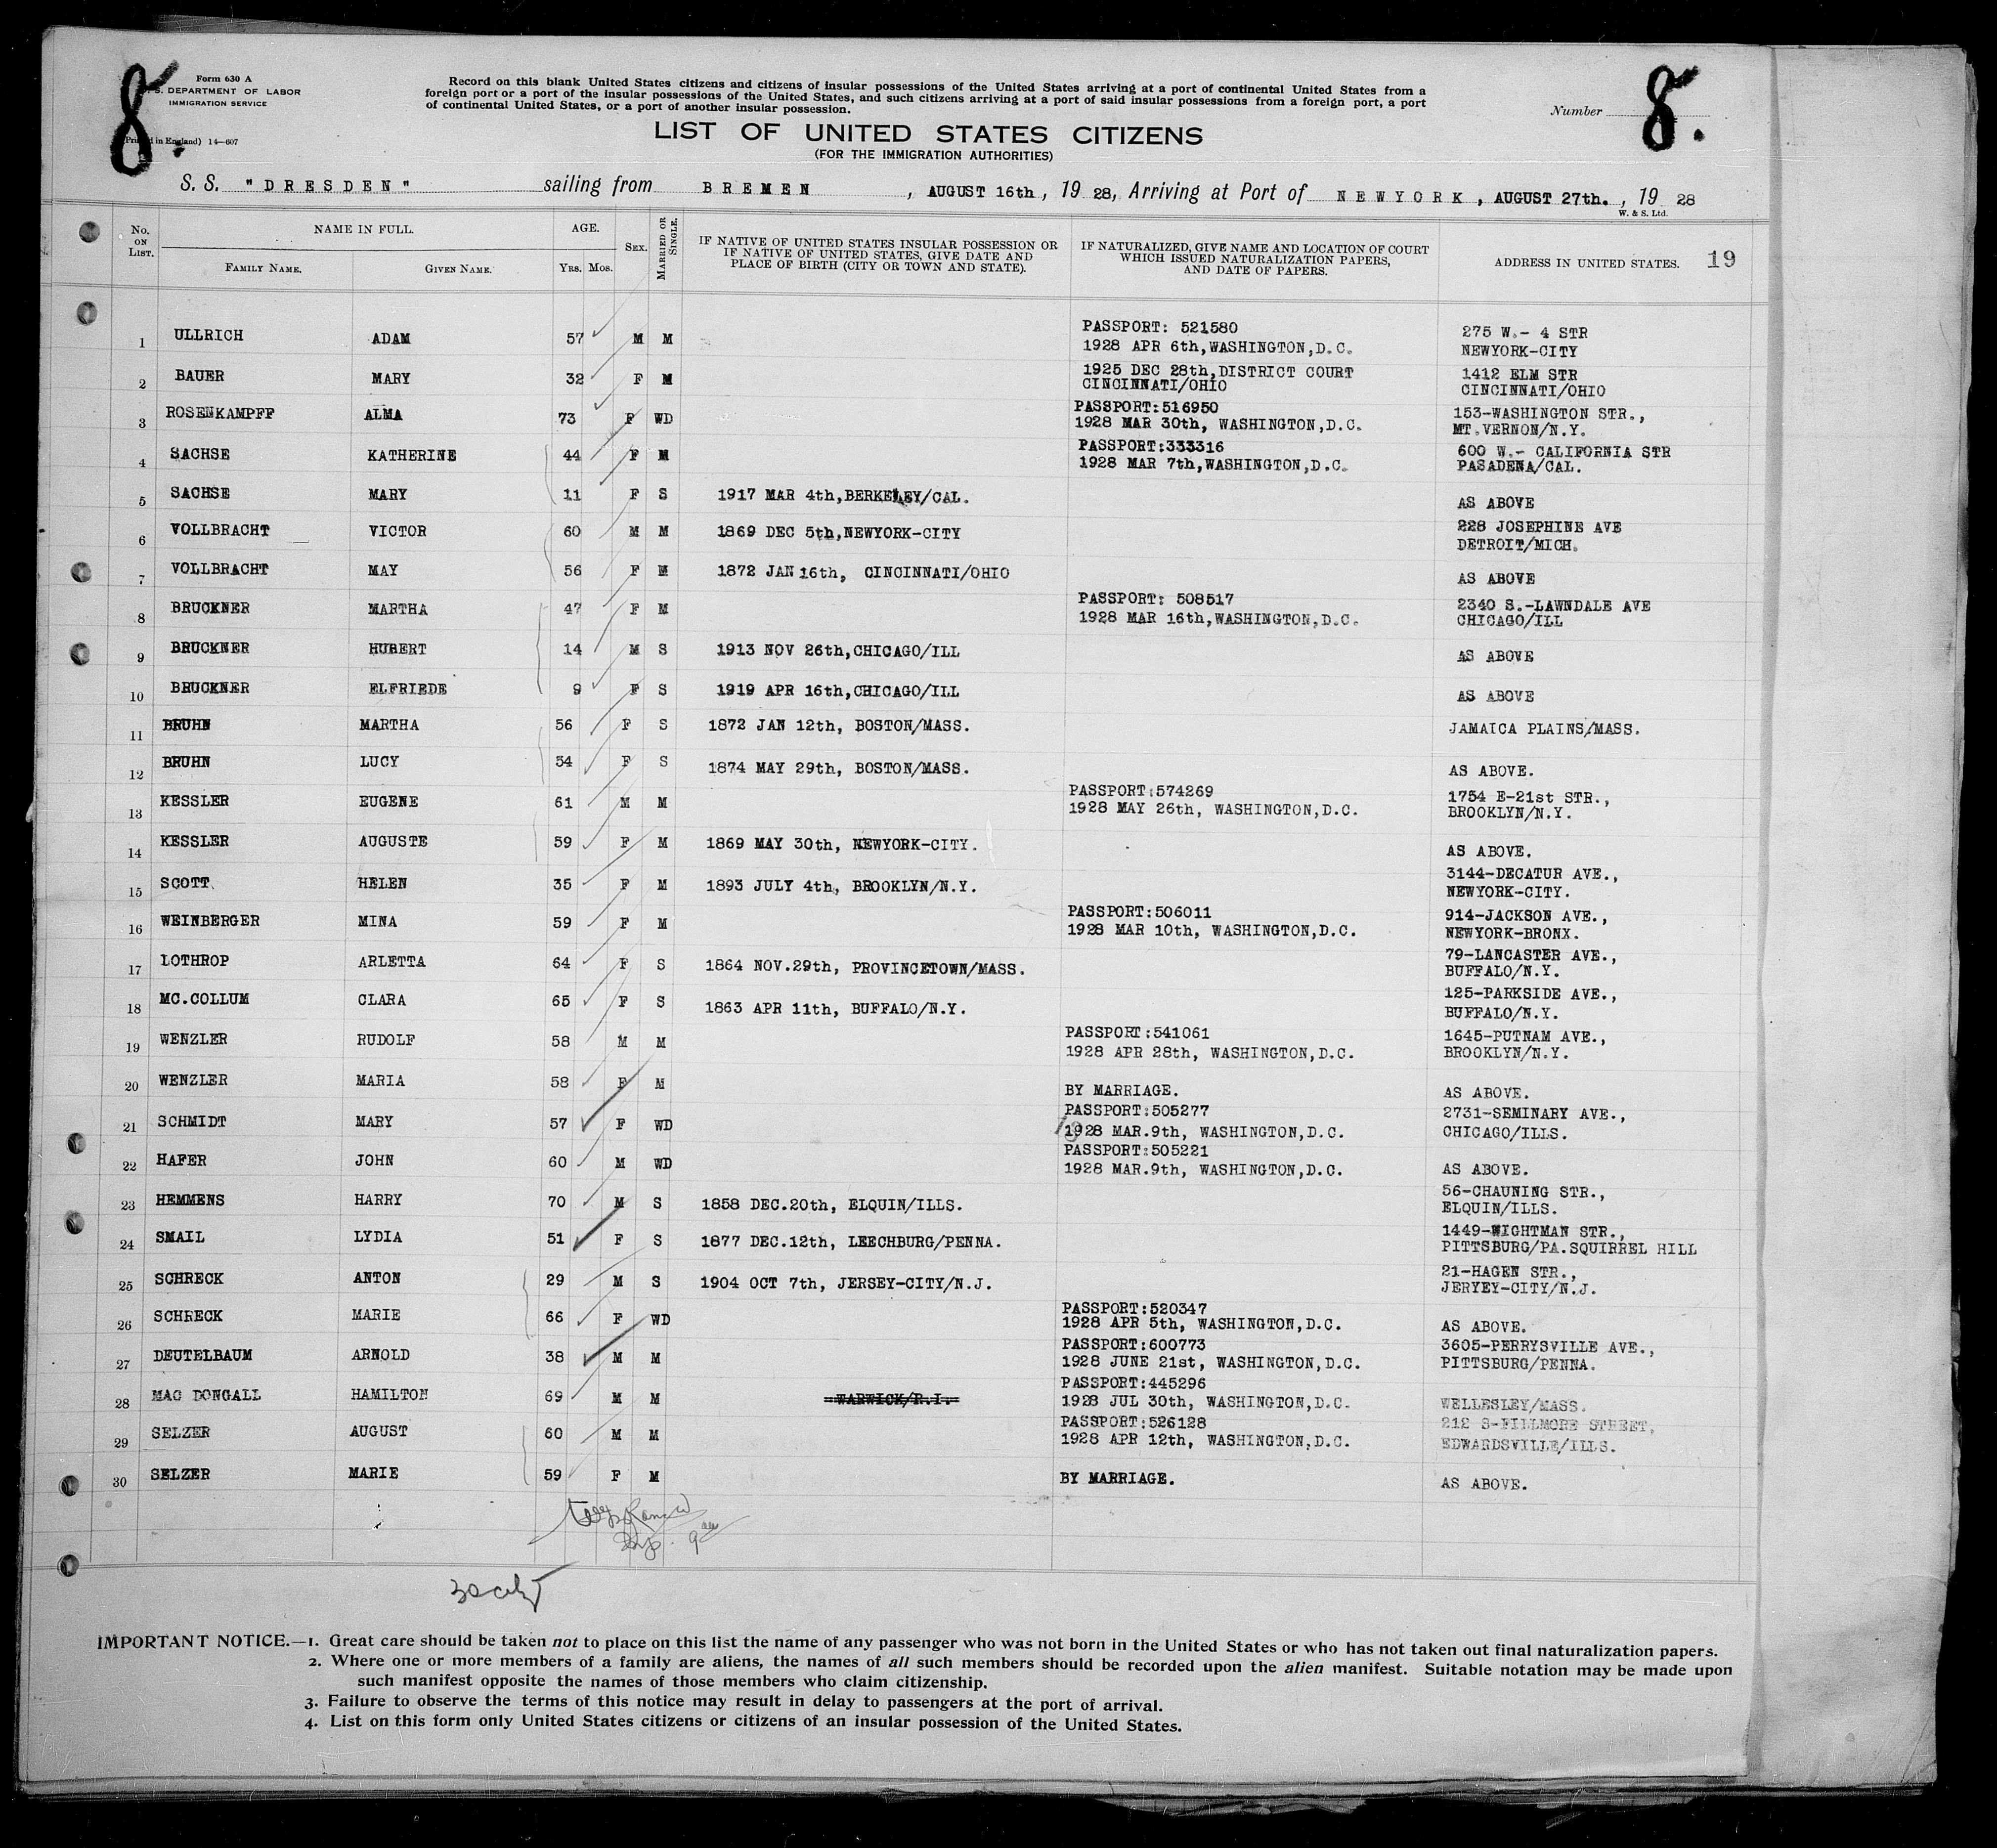 8.
Form 630 A
S. DEPARTMENT OF LABOR
IMMIGRATION SERVICE
in England) 14—607
Record on this blank United States citizens and citizens of insular possessions of the United States arriving at a port of continental United States from a
foreign port or a port of the insular possessions of the United States, and such citizens arriving at a port of said insular possessions from a foreign port, a port
of continental United States, or a port of another insular possession.
Number 8.
LIST OF UNITED STATES CITIZENS
(FOR THE IMMIGRATION AUTHORITIES)
S. S. "DRESDEN" sailing from BREMEN, AUGUST 16th, 1928, Arriving at Port of NEWYORK, AUGUST 27th., 1928
W. & S. Ltd.
No. ON LIST. NAME IN FULL. FAMILY NAME. GIVEN NAME. AGE. YRS. MOS. SEX. MARRIED OR SINGLE. IF NATIVE OF UNITED STATES INSULAR POSSESSION OR IF NATIVE OF UNITED STATES, GIVE DATE AND PLACE OF BIRTH (CITY OR TOWN AND STATE). IF NATURALIZED, GIVE NAME AND LOCATION OF COURT WHICH ISSUED NATURALIZATION PAPERS, AND DATE OF PAPERS. ADDRESS IN UNITED STATES. 19
1 ULLRICH ADAM 57 M M PASSPORT: 521580 275 W.- 4 STR
1928 APR 6th,WASHINGTON,D.C. NEWYORK-CITY
2 BAUER MARY 32 F M 1925 DEC 28th,DISTRICT COURT 1412 ELM STR
CINCINNATI/OHIO CINCINNATI/OHIO
3 ROSENKAMPFF ALMA 73 F WD PASSPORT:516950 153-WASHINGTON STR.,
1928 MAR 30th, WASHINGTON,D.C. MT.VERNON/N.Y.
4 SACHSE KATHERINE 44 F M PASSPORT:333316 600 W.- CALIFORNIA STR
1928 MAR 7th,WASHINGTON,D.C. PASADENA/CAL.
5 SACHSE MARY 11 F S 1917 MAR 4th,BERKELEY/CAL. AS ABOVE
6 VOLLBRACHT VICTOR 60 M M 1869 DEC 5th,NEWYORK-CITY 228 JOSEPHINE AVE
DETROIT/MICH.
7 VOLLBRACHT MAY 56 F M 1872 JAN 16th, CINCINNATI/OHIO AS ABOVE
8 BRUCKNER MARTHA 47 F M PASSPORT: 508517 2340 S.-LAWNDALE AVE
1928 MAR 16th,WASHINGTON,D.C. CHICAGO/ILL
9 BRUCKNER HUBERT 14 M S 1913 NOV 26th,CHICAGO/ILL AS ABOVE
10 BRUCKNER ELFRIEDE 9 F S 1919 APR 16th,CHICAGO/ILL AS ABOVE
11 BRUHN MARTHA 56 F S 1872 JAN 12th, BOSTON/MASS. JAMAICA PLAINS/MASS.
12 BRUHN LUCY 54 F S 1874 MAY 29th, BOSTON/MASS. AS ABOVE.
13 KESSLER EUGENE 61 M M PASSPORT:574269 1754 E-21st STR.,
1928 MAY 26th, WASHINGTON,D.C. BROOKLYN/N.Y.
14 KESSLER AUGUSTE 59 F M 1869 MAY 30th, NEWYORK-CITY. AS ABOVE.
15 SCOTT HELEN 35 F M 1893 JULY 4th, BROOKLYN/N.Y. 3144-DECATUR AVE.,
NEWYORK-CITY.
16 WEINBERGER MINA 59 F M PASSPORT:506011 914-JACKSON AVE.,
1928 MAR 10th, WASHINGTON,D.C. NEWYORK-BRONX.
17 LOTHROP ARLETTA 64 F S 1864 NOV.29th, PROVINCETOWN/MASS. 79-LANCASTER AVE.,
BUFFALO/N.Y.
18 MC.COLLUM CLARA 65 F S 1863 APR 11th, BUFFALO/N.Y. 125-PARKSIDE AVE.,
BUFFALO/N.Y.
19 WENZLER RUDOLF 58 M M PASSPORT:541061 1645-PUTNAM AVE.,
1928 APR 28th, WASHINGTON,D.C. BROOKLYN/N.Y.
20 WENZLER MARIA 58 F M BY MARRIAGE. AS ABOVE.
21 SCHMIDT MARY 57 F WD PASSPORT:505277 2731-SEMINARY AVE.,
1928 MAR.9th, WASHINGTON,D.C. CHICAGO/ILLS.
22 HAFER JOHN 60 M WD PASSPORT:505221
1928 MAR.9th, WASHINGTON,D.C. AS ABOVE.
23 HEMMENS HARRY 70 M S 1858 DEC.20th, ELQUIN/ILLS. 56-CHAUNING STR.,
ELQUIN/ILLS.
24 SMAIL LYDIA 51 F S 1877 DEC.12th, LEECHBURG/PENNA. 1449-WIGHTMAN STR.,
PITTSBURG/PA.SQUIRREL HILL
25 SCHRECK ANTON 29 M S 1904 OCT 7th, JERSEY-CITY/N.J. 21-HAGEN STR.,
JERYEY-CITY/N.J.
26 SCHRECK MARIE 66 F WD PASSPORT:520347
1928 APR 5th, WASHINGTON,D.C. AS ABOVE.
27 DEUTELBAUM ARNOLD 38 M M PASSPORT:600773 3605-PERRYSVILLE AVE.,
1928 JUNE 21st, WASHINGTON,D.C. PITTSBURG/PENNA.
28 MAC DONGALL HAMILTON 69 M M WARWICK/R.I. PASSPORT:445296
1928 JUL 30th, WASHINGTON,D.C. WELLESLEY/MASS.
29 SELZER AUGUST 60 M M PASSPORT:526128 212 S-FILLMORE STREET,
1928 APR 12th, WASHINGTON,D.C. EDWARDSVILLE/ILLS.
30 SELZER MARIE 59 F M BY MARRIAGE. AS ABOVE.
IMPORTANT NOTICE.—1. Great care should be taken not to place on this list the name of any passenger who was not born in the United States or who has not taken out final naturalization papers.
2. Where one or more members of a family are aliens, the names of all such members should be recorded upon the alien manifest. Suitable notation may be made upon
such manifest opposite the names of those members who claim citizenship.
3. Failure to observe the terms of this notice may result in delay to passengers at the port of arrival.
4. List on this form only United States citizens or citizens of an insular possession of the United States.